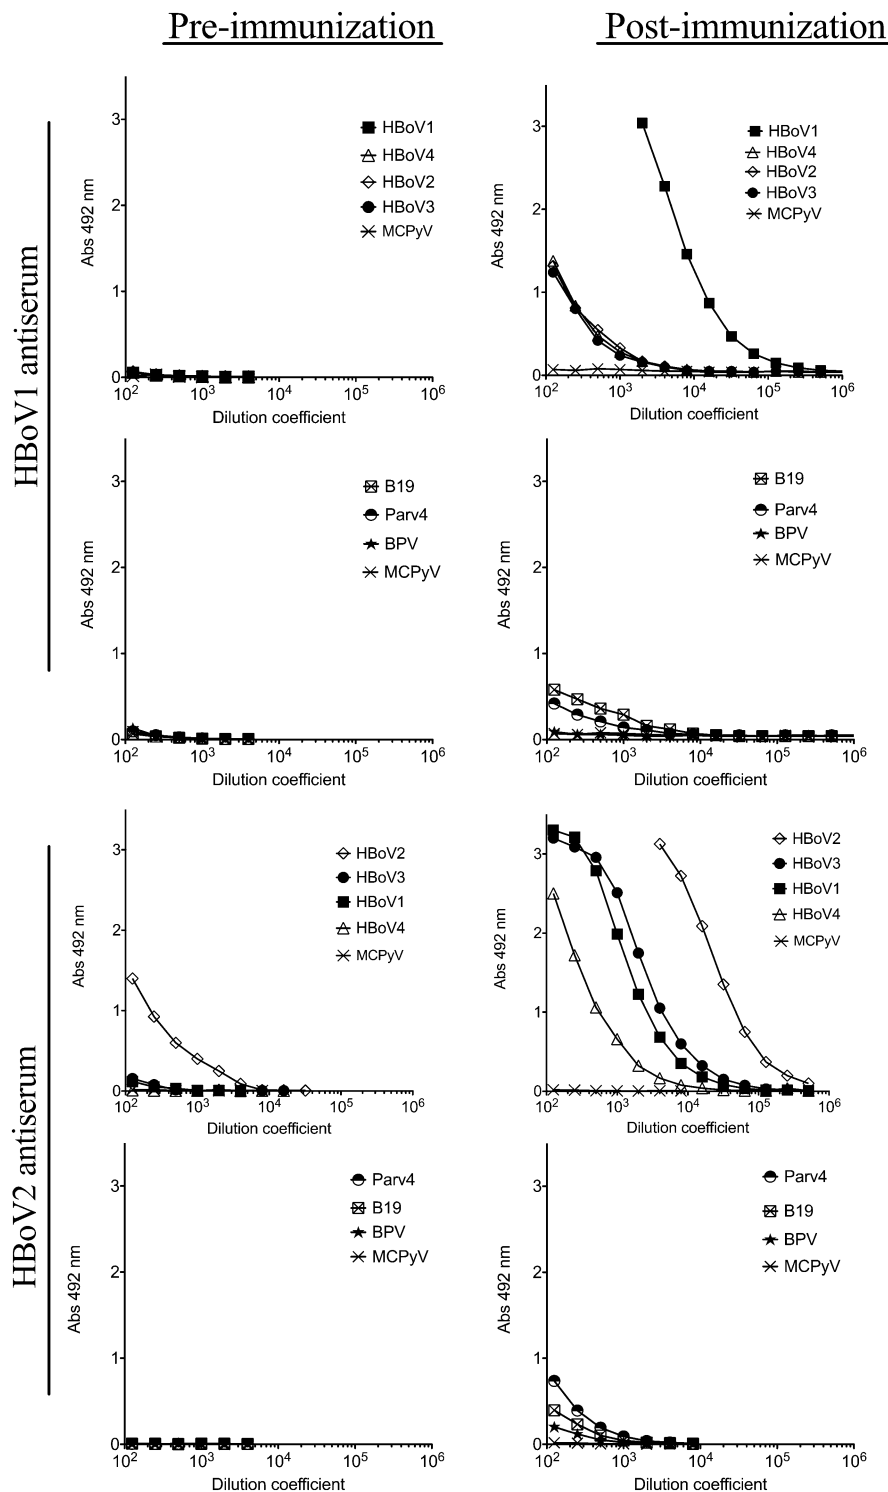 Pre-immunization
Post-immunization
HBoV1 antiserum
3
2
1
0
Abs 492 nm
HBoV1
HBoV4
HBoV2
HBoV3
MCPyV
10² 10³ 10⁴ 10⁵ 10⁶
Dilution coefficient
3
2
1
0
Abs 492 nm
HBoV1
HBoV4
HBoV2
HBoV3
MCPyV
10² 10³ 10⁴ 10⁵ 10⁶
Dilution coefficient
3
2
1
0
Abs 492 nm
B19
Parv4
BPV
MCPyV
10² 10³ 10⁴ 10⁵ 10⁶
Dilution coefficient
3
2
1
0
Abs 492 nm
B19
Parv4
BPV
MCPyV
10² 10³ 10⁴ 10⁵ 10⁶
Dilution coefficient
HBoV2 antiserum
3
2
1
0
Abs 492 nm
HBoV2
HBoV3
HBoV1
HBoV4
MCPyV
10² 10³ 10⁴ 10⁵ 10⁶
Dilution coefficient
3
2
1
0
Abs 492 nm
HBoV2
HBoV3
HBoV1
HBoV4
MCPyV
10² 10³ 10⁴ 10⁵ 10⁶
Dilution coefficient
3
2
1
0
Abs 492 nm
Parv4
B19
BPV
MCPyV
10² 10³ 10⁴ 10⁵ 10⁶
Dilution coefficient
3
2
1
0
Abs 492 nm
Parv4
B19
BPV
MCPyV
10² 10³ 10⁴ 10⁵ 10⁶
Dilution coefficient